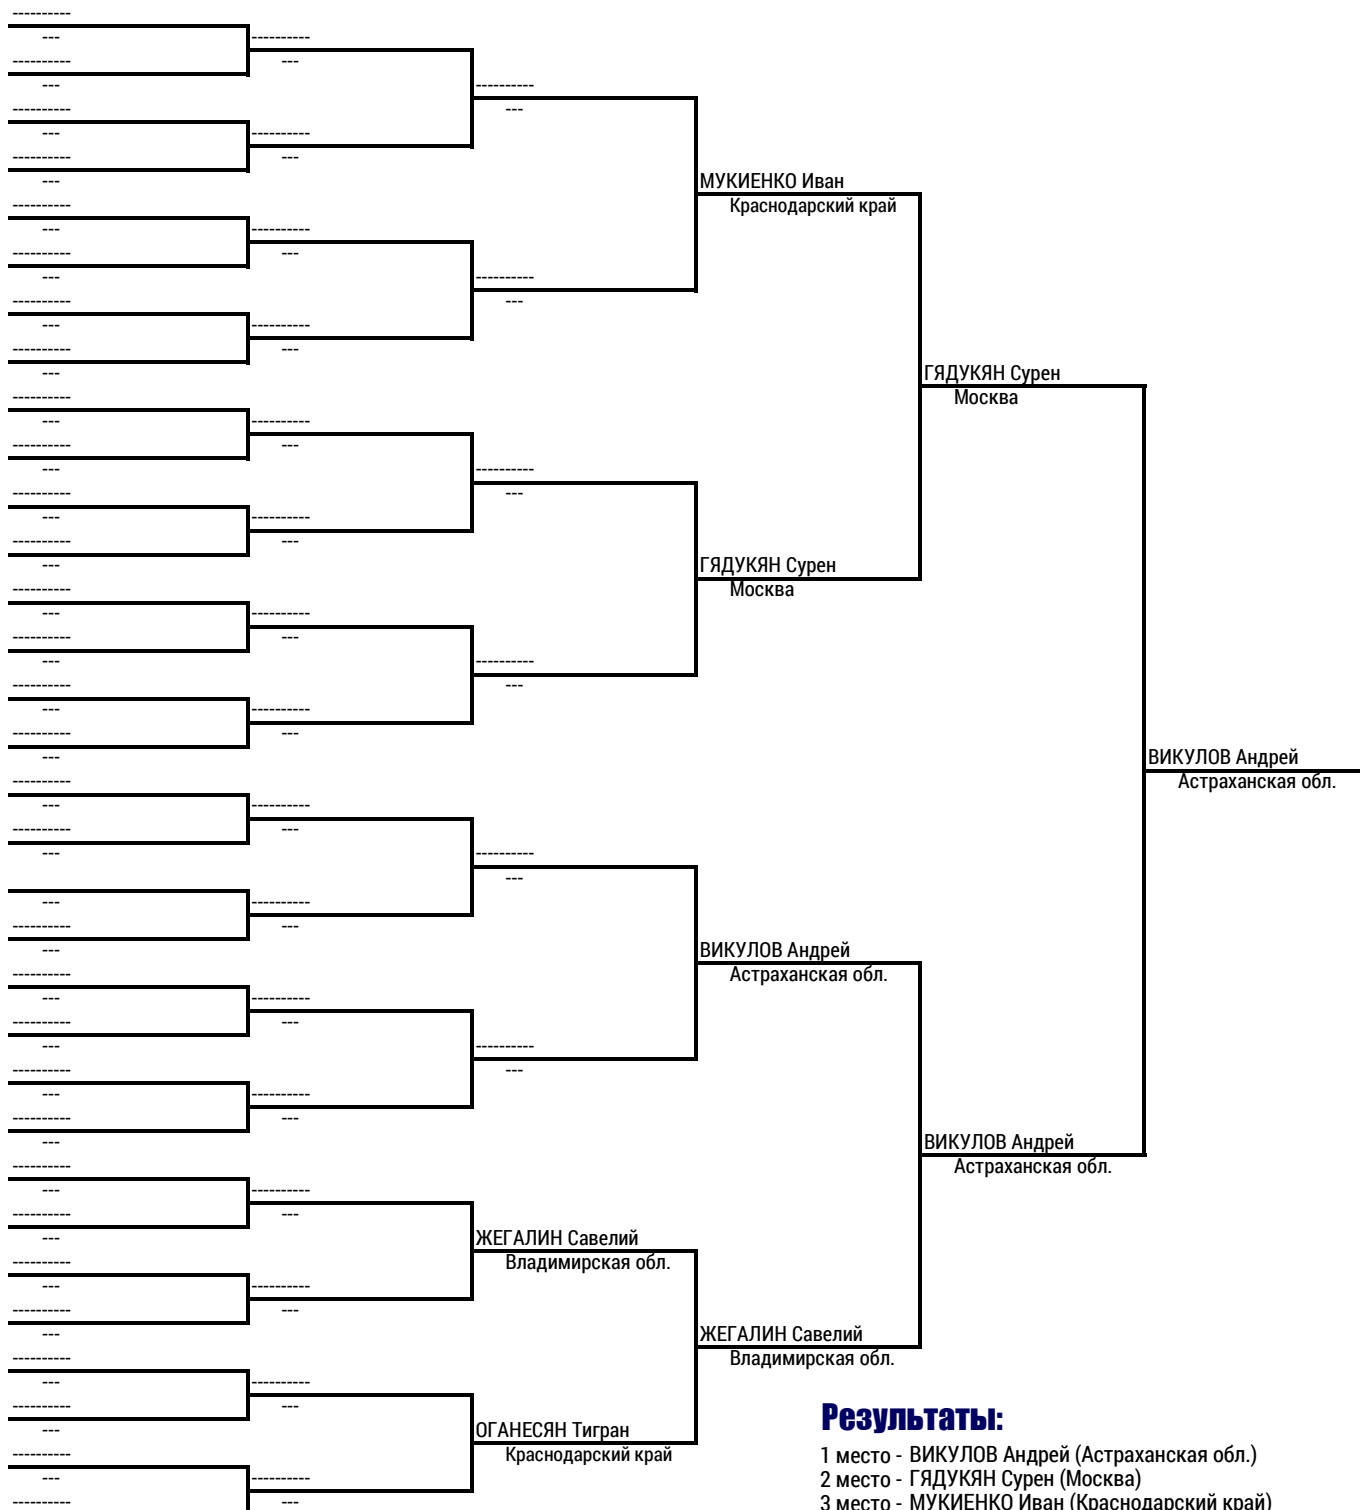 МУКИЕНКО Иван
Краснодарский край
ГЯДУКЯН Сурен
Москва
ГЯДУКЯН Сурен
Москва
ВИКУЛОВ Андрей
Астраханская обл.
ВИКУЛОВ Андрей
Астраханская обл.
ВИКУЛОВ Андрей
Астраханская обл.
ЖЕГАЛИН Савелий
Владимирская обл.
ЖЕГАЛИН Савелий
Владимирская обл.
ОГАНЕСЯН Тигран
Краснодарский край
Результаты:
1 место - ВИКУЛОВ Андрей (Астраханская обл.)
2 место - ГЯДУКЯН Сурен (Москва)
3 место - МУКИЕНКО Иван (Краснодарский край)